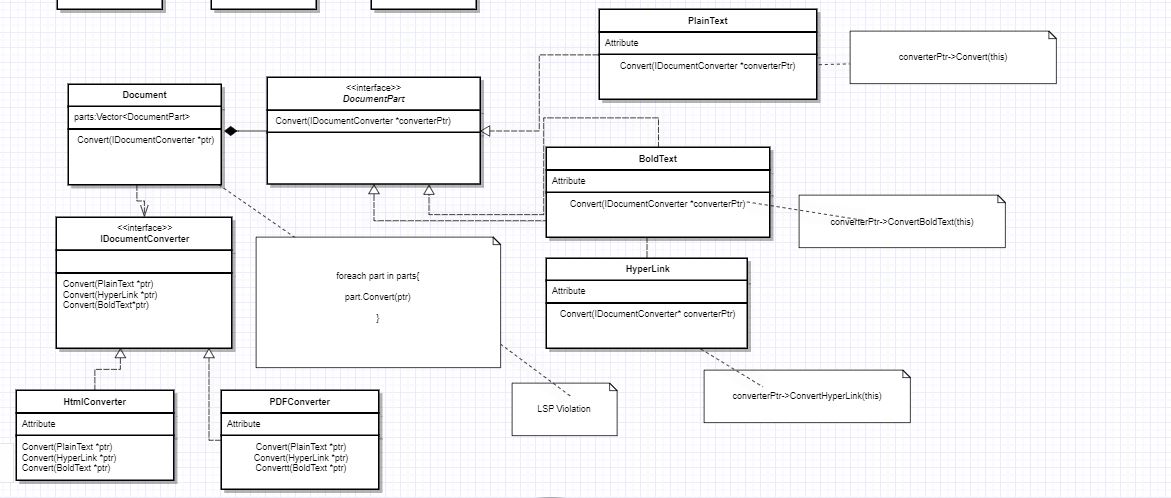 PlainText
Attribute
Convert(IDocumentConverter *converterPtr)
converterPtr->Convert(this)
Document
parts:Vector<DocumentPart>
Convert(IDocumentConverter *ptr)
<<interface>>
DocumentPart
Convert(IDocumentConverter *converterPtr)
BoldText
Attribute
Convert(IDocumentConverter *converterPtr)
converterPtr->ConvertBoldText(this)
<<interface>>
IDocumentConverter
Convert(PlainText *ptr)
Convert(HyperLink *ptr)
Convert(BoldText*ptr)
foreach part in parts{
part.Convert(ptr)
}
HyperLink
Attribute
Convert(IDocumentConverter* converterPtr)
converterPtr->ConvertHyperLink(this)
LSP Violation
HtmlConverter
Attribute
Convert(PlainText *ptr)
Convert(HyperLink *ptr)
Convert(BoldText *ptr)
PDFConverter
Attribute
Convert(PlainText *ptr)
Convert(HyperLink *ptr)
Convertt(BoldText *ptr)